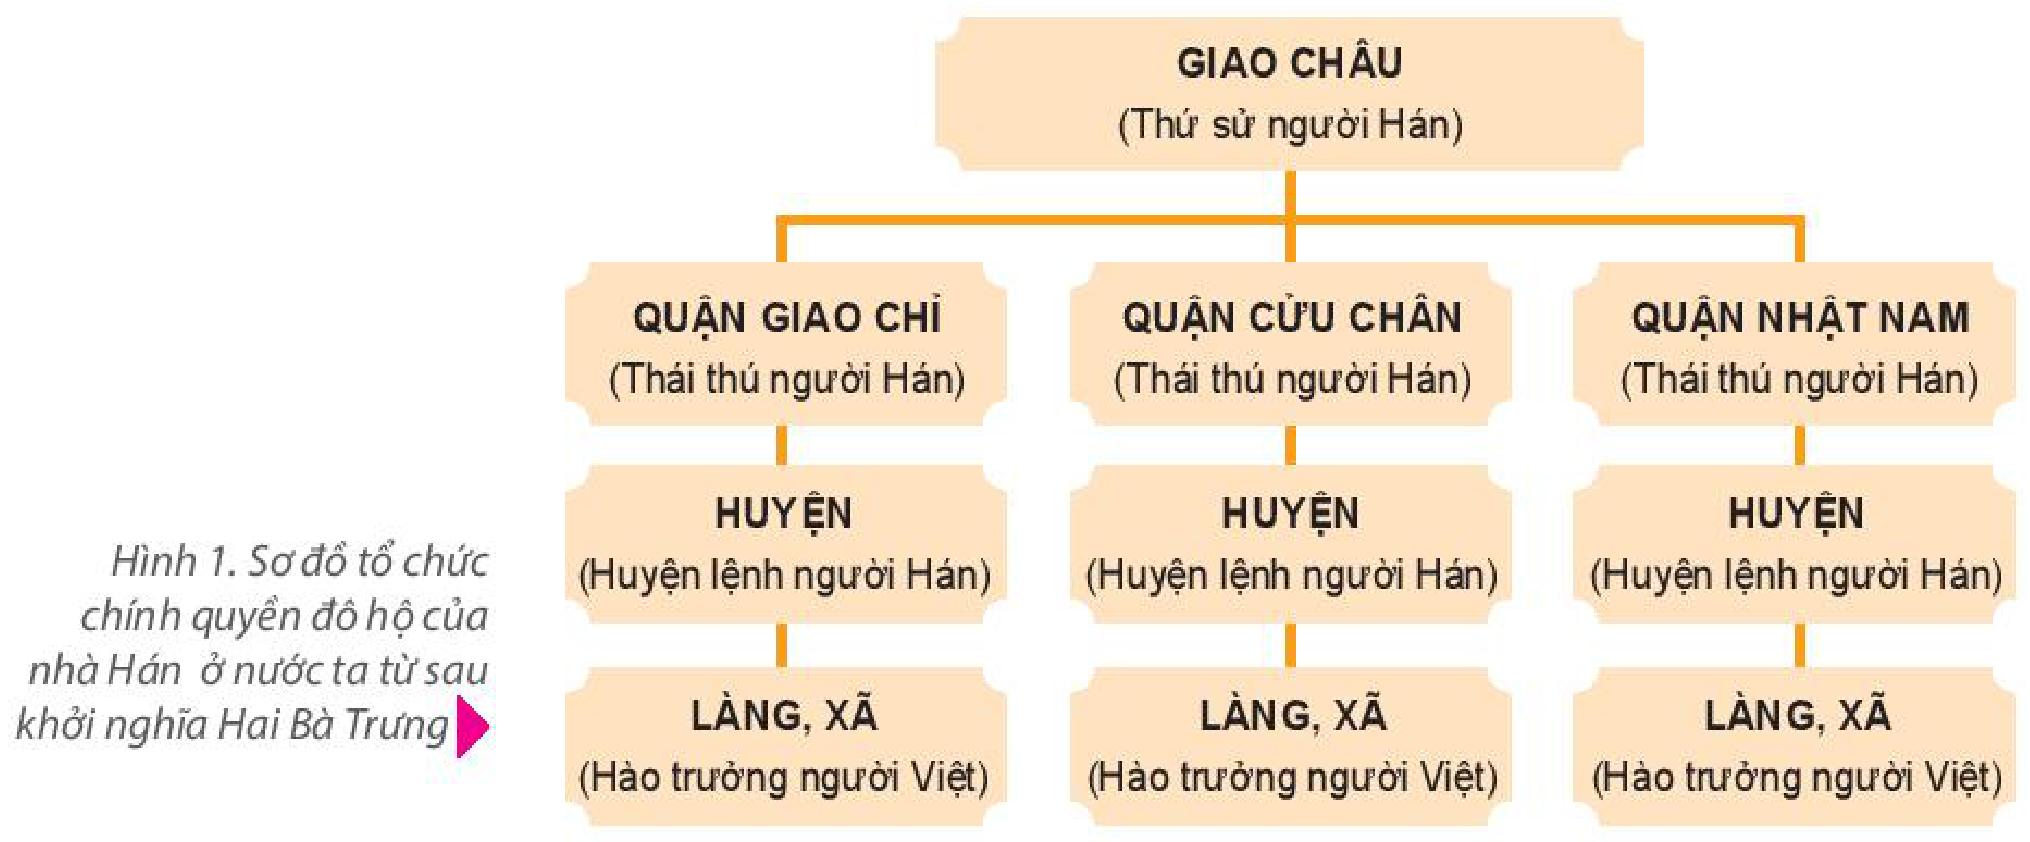 GIAO CHÂU
(Thứ sử người Hán)
QUẬN GIAO CHỈ
(Thái thú người Hán)
QUẬN CỬU CHÂN
(Thái thú người Hán)
QUẬN NHẬT NAM
(Thái thú người Hán)
HUYỆN
(Huyện lệnh người Hán)
HUYỆN
(Huyện lệnh người Hán)
HUYỆN
(Huyện lệnh người Hán)
LÀNG, XÃ
(Hào trưởng người Việt)
LÀNG, XÃ
(Hào trưởng người Việt)
LÀNG, XÃ
(Hào trưởng người Việt)
Hình 1. Sơ đồ tổ chức
chính quyền đô hộ của
nhà Hán ở nước ta từ sau
khởi nghĩa Hai Bà Trưng